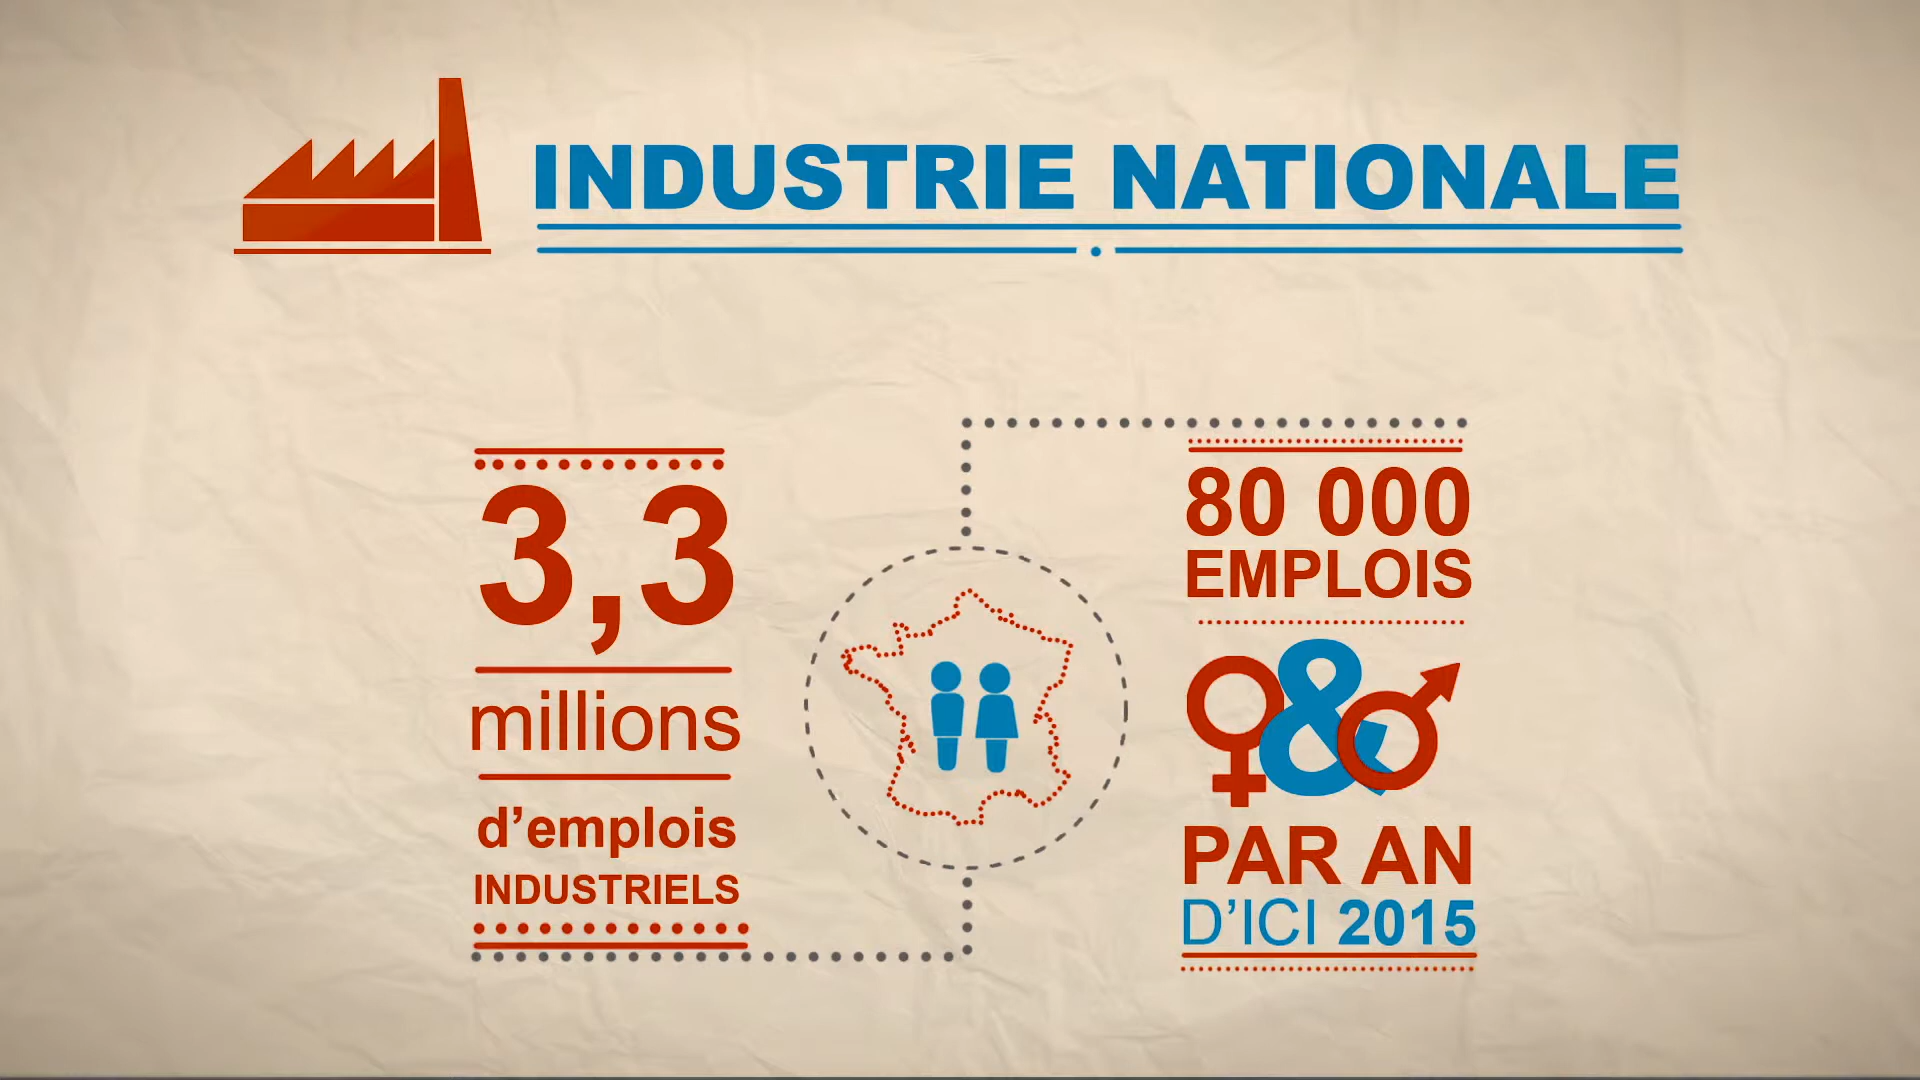 INDUSTRIE NATIONALE
3,3
millions
d’emplois
INDUSTRIELS
80 000
EMPLOIS
&
PAR AN
D’ICI 2015